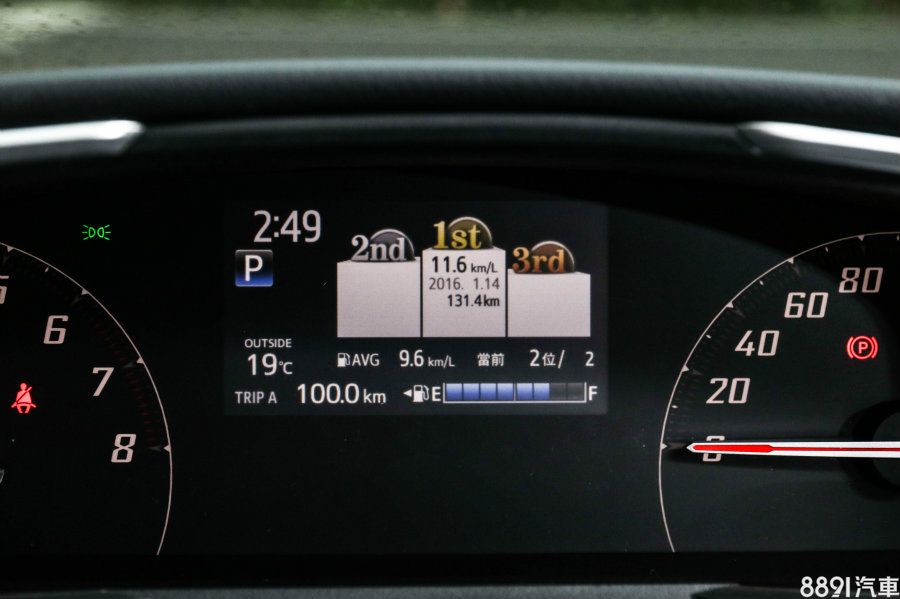 2:49
P
2nd
1st
3rd
11.6 km/L
2016. 1.14
131.4km
OUTSIDE
19°C
AVG 9.6 km/L 當前 2位/ 2
TRIP A 100.0 km
E F
5
6
7
8
0
20
40
60
80
P
8891汽車